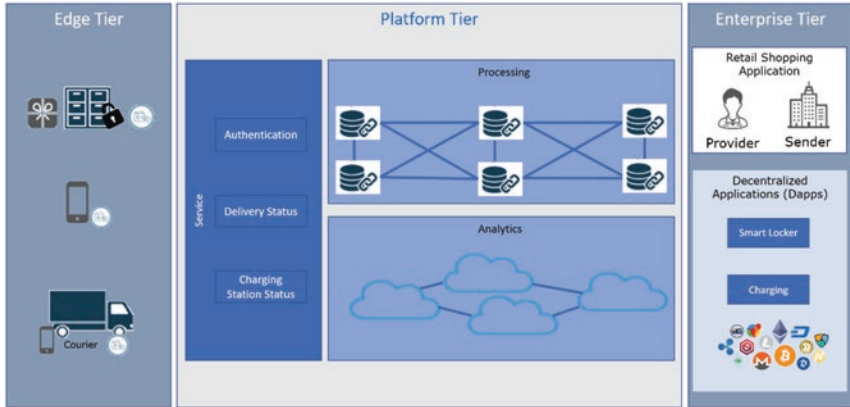 Edge Tier
Courier
Platform Tier
Service
Authentication
Delivery Status
Charging
Station Status
Processing
Analytics
Enterprise Tier
Retail Shopping
Application
Provider
Sender
Decentralized
Applications (Dapps)
Smart Locker
Charging